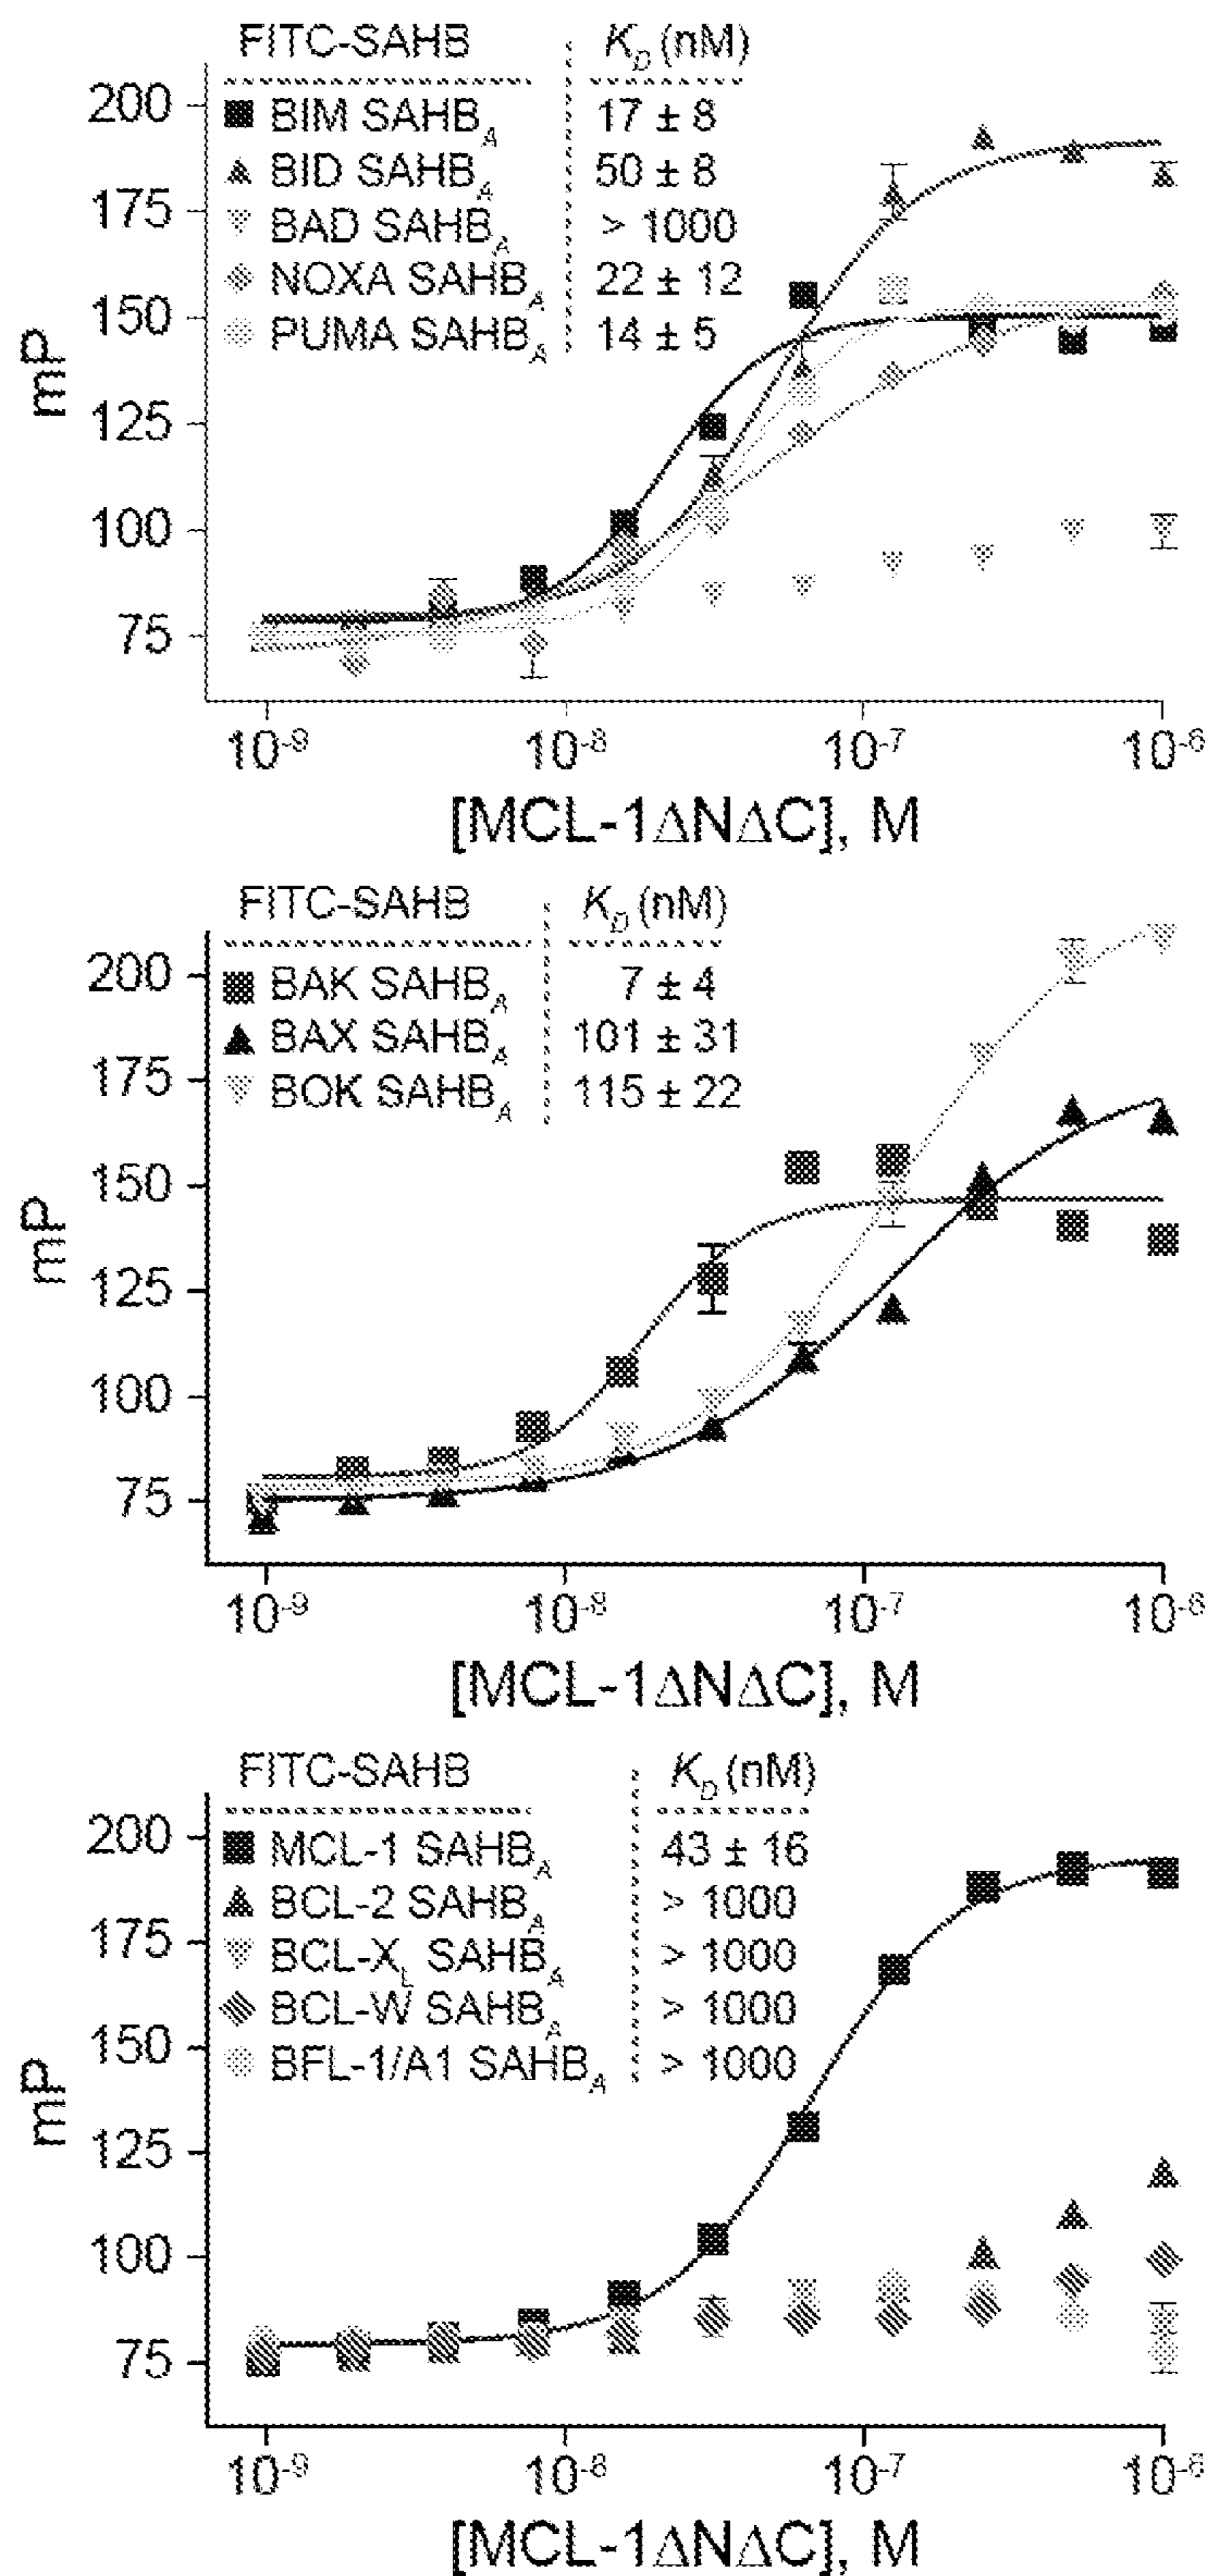 FITC-SAHB K_D (nM)
BIM SAHB_A 17 ± 8
BID SAHB_A 50 ± 8
BAD SAHB_A > 1000
NOXA SAHB_A 22 ± 12
PUMA SAHB_A 14 ± 5
mP
200
175
150
125
100
75
10⁻⁹ 10⁻⁸ 10⁻⁷ 10⁻⁶
[MCL-1ΔNΔC], M
FITC-SAHB K_D (nM)
BAK SAHB_A 7 ± 4
BAX SAHB_A 101 ± 31
BOK SAHB_A 115 ± 22
mP
200
175
150
125
100
75
10⁻⁹ 10⁻⁸ 10⁻⁷ 10⁻⁶
[MCL-1ΔNΔC], M
FITC-SAHB K_D (nM)
MCL-1 SAHB_A 43 ± 16
BCL-2 SAHB_A > 1000
BCL-X_L SAHB_A > 1000
BCL-W SAHB_A > 1000
BFL-1/A1 SAHB_A > 1000
mP
200
175
150
125
100
75
10⁻⁹ 10⁻⁸ 10⁻⁷ 10⁻⁶
[MCL-1ΔNΔC], M